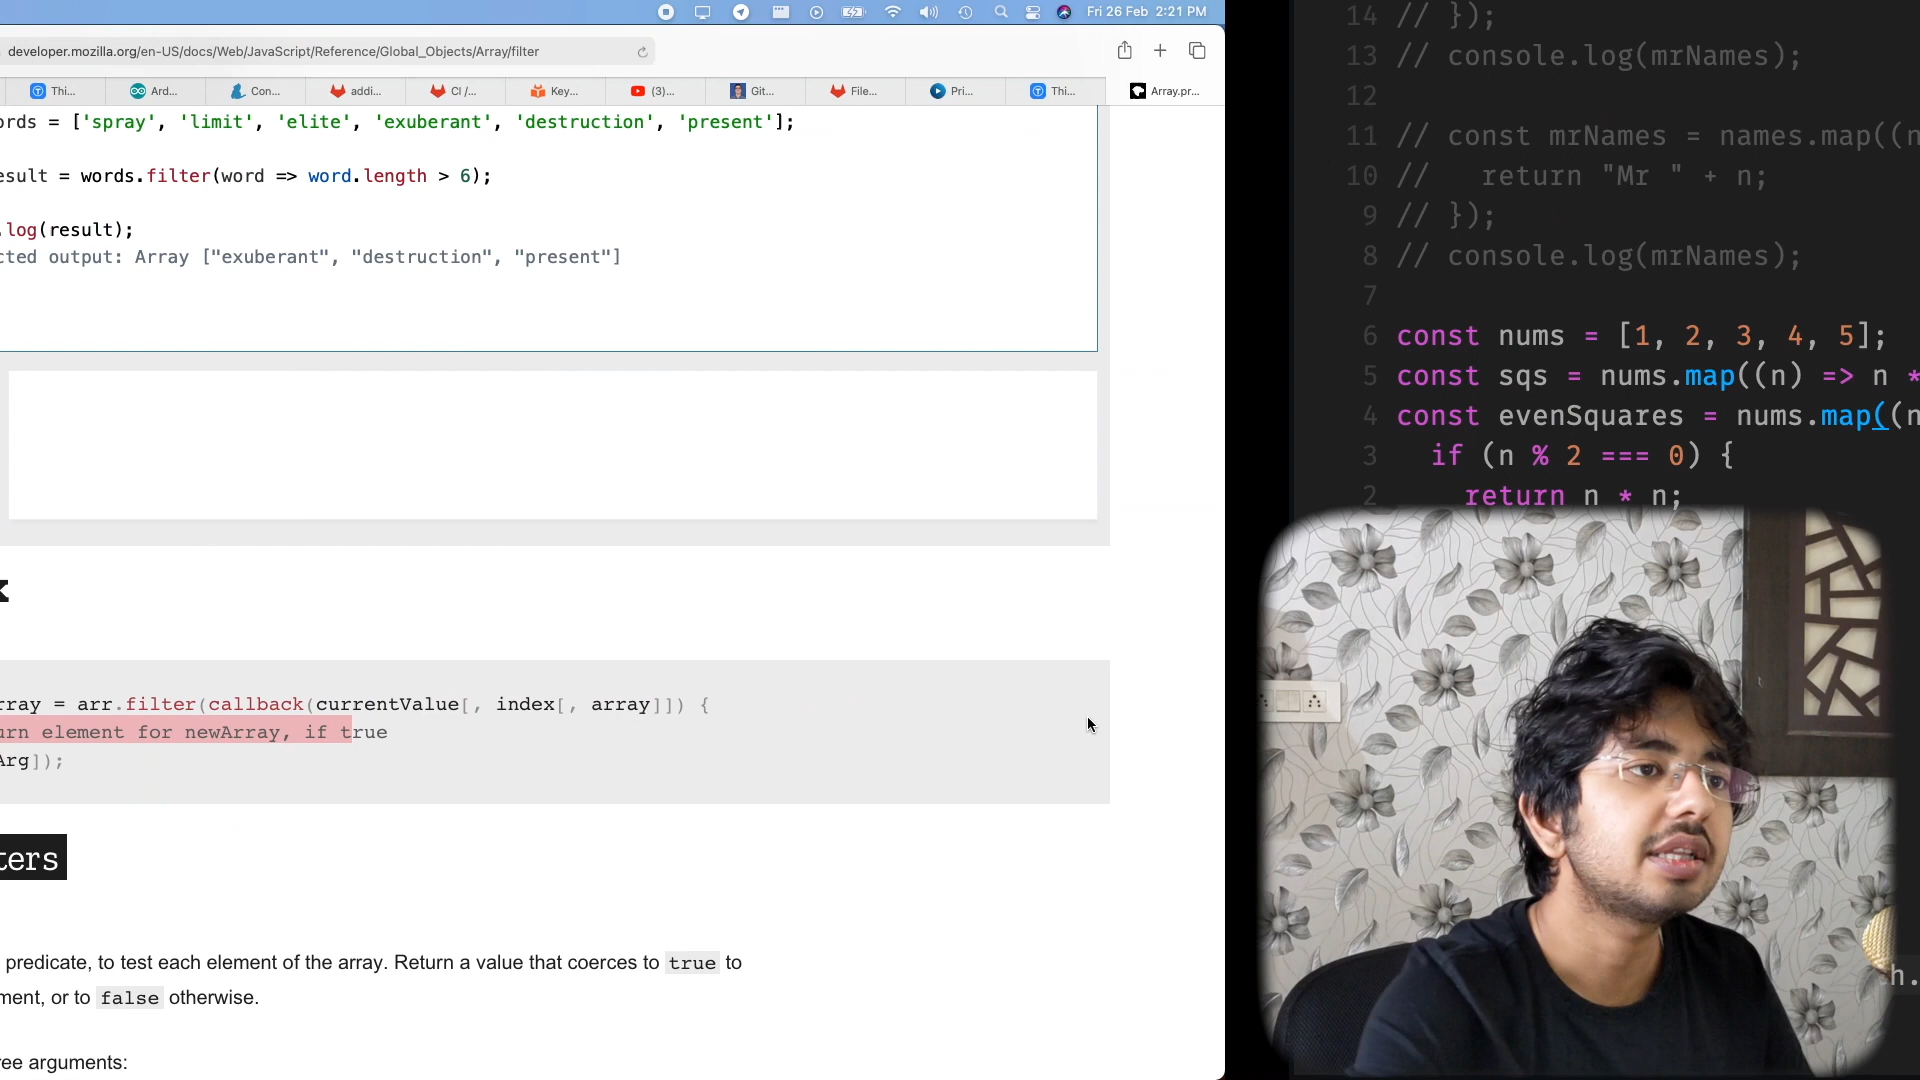 Fri 26 Feb 2:21 PM
developer.mozilla.org/en-US/docs/Web/JavaScript/Reference/Global_Objects/Array/filter
Thi... Ard... Con... addi... CI /... Key... (3)... Git... File... Pri... Thi... Array.pr...
ords = ['spray', 'limit', 'elite', 'exuberant', 'destruction', 'present'];
esult = words.filter(word => word.length > 6);
.log(result);
cted output: Array ["exuberant", "destruction", "present"]
x
rray = arr.filter(callback(currentValue[, index[, array]]) {
urn element for newArray, if true
Arg]);
ters
predicate, to test each element of the array. Return a value that coerces to true to
ment, or to false otherwise.
ree arguments:
14 // });
13 // console.log(mrNames);
12
11 // const mrNames = names.map((n
10 // return "Mr " + n;
9 // });
8 // console.log(mrNames);
7
6 const nums = [1, 2, 3, 4, 5];
5 const sqs = nums.map((n) => n *
4 const evenSquares = nums.map((n
3 if (n % 2 === 0) {
2 return n * n;
h.